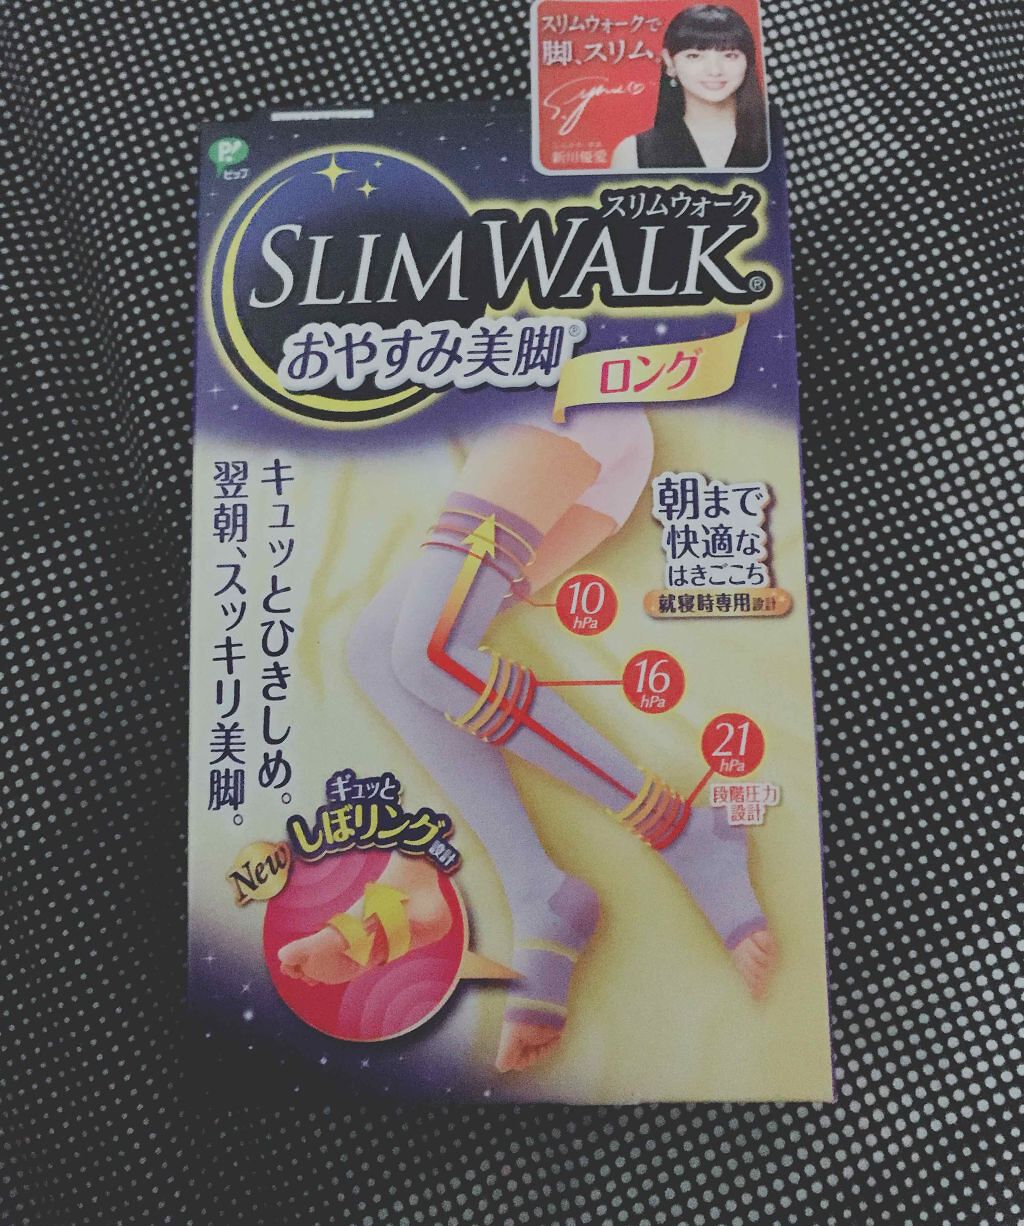 スリムウォークで
脚、スリム。
新川優愛
P!
ピップ
スリムウォーク
SLIM WALK®
おやすみ美脚®
ロング
キュッとひきしめ。
翌朝、スッキリ美脚。
朝まで
快適な
はきごこち
就寝時専用設計
10
hPa
16
hPa
21
hPa
段階圧力
設計
ギュッと
しぼリング設計
New